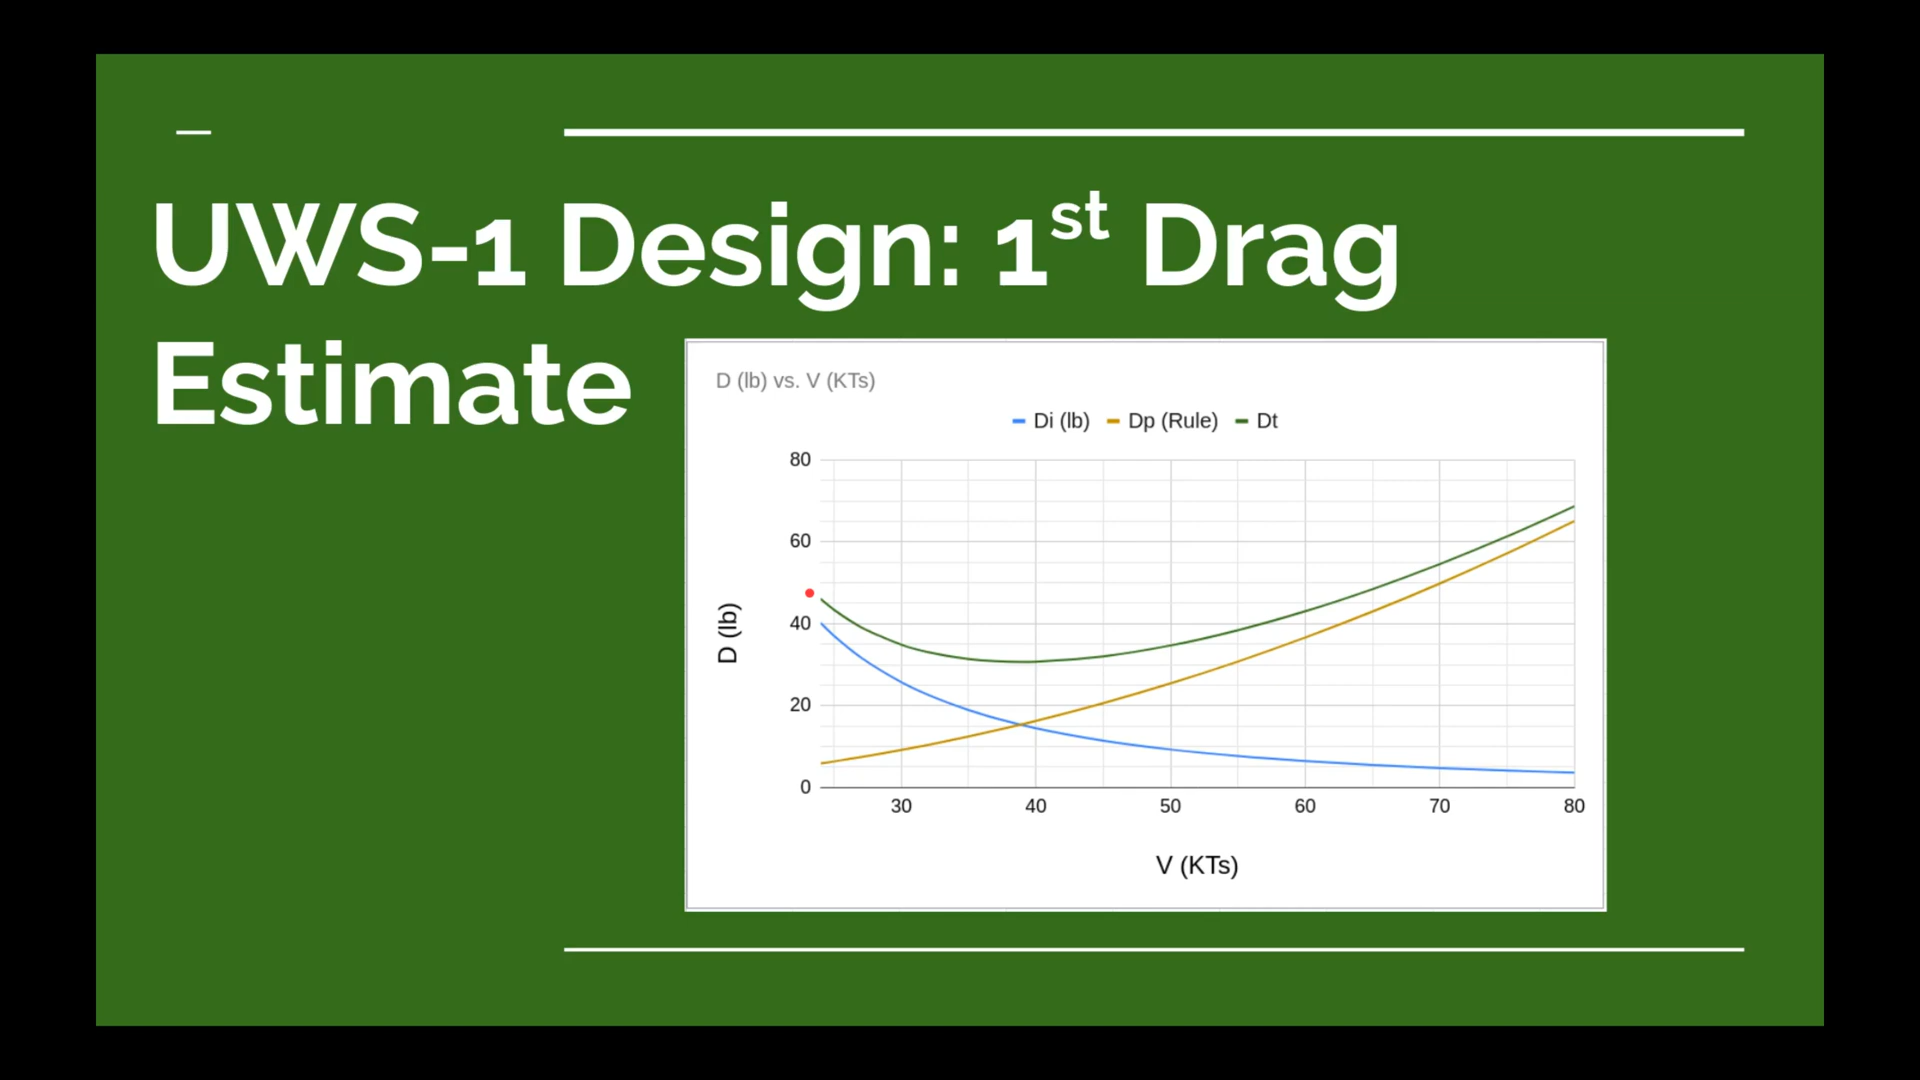 UWS-1 Design: 1st Drag
Estimate
D (lb) vs. V (KTs)
Di (lb) Dp (Rule) Dt
80
60
40
20
0
D (lb)
30 40 50 60 70 80
V (KTs)